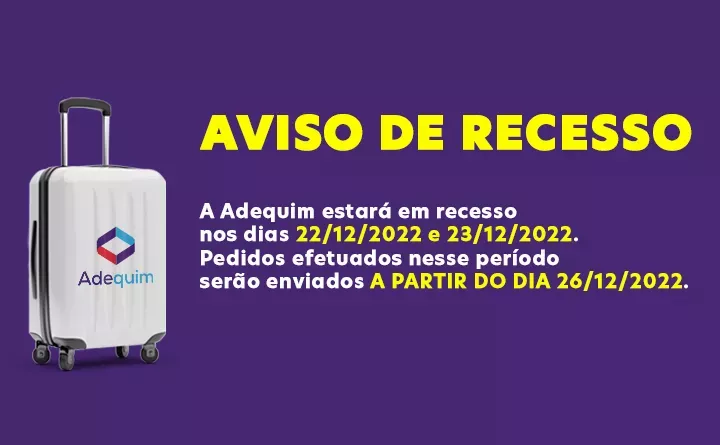 AVISO DE RECESSO
A Adequim estará em recesso
nos dias 22/12/2022 e 23/12/2022.
Pedidos efetuados nesse período
serão enviados A PARTIR DO DIA 26/12/2022.
Adequim